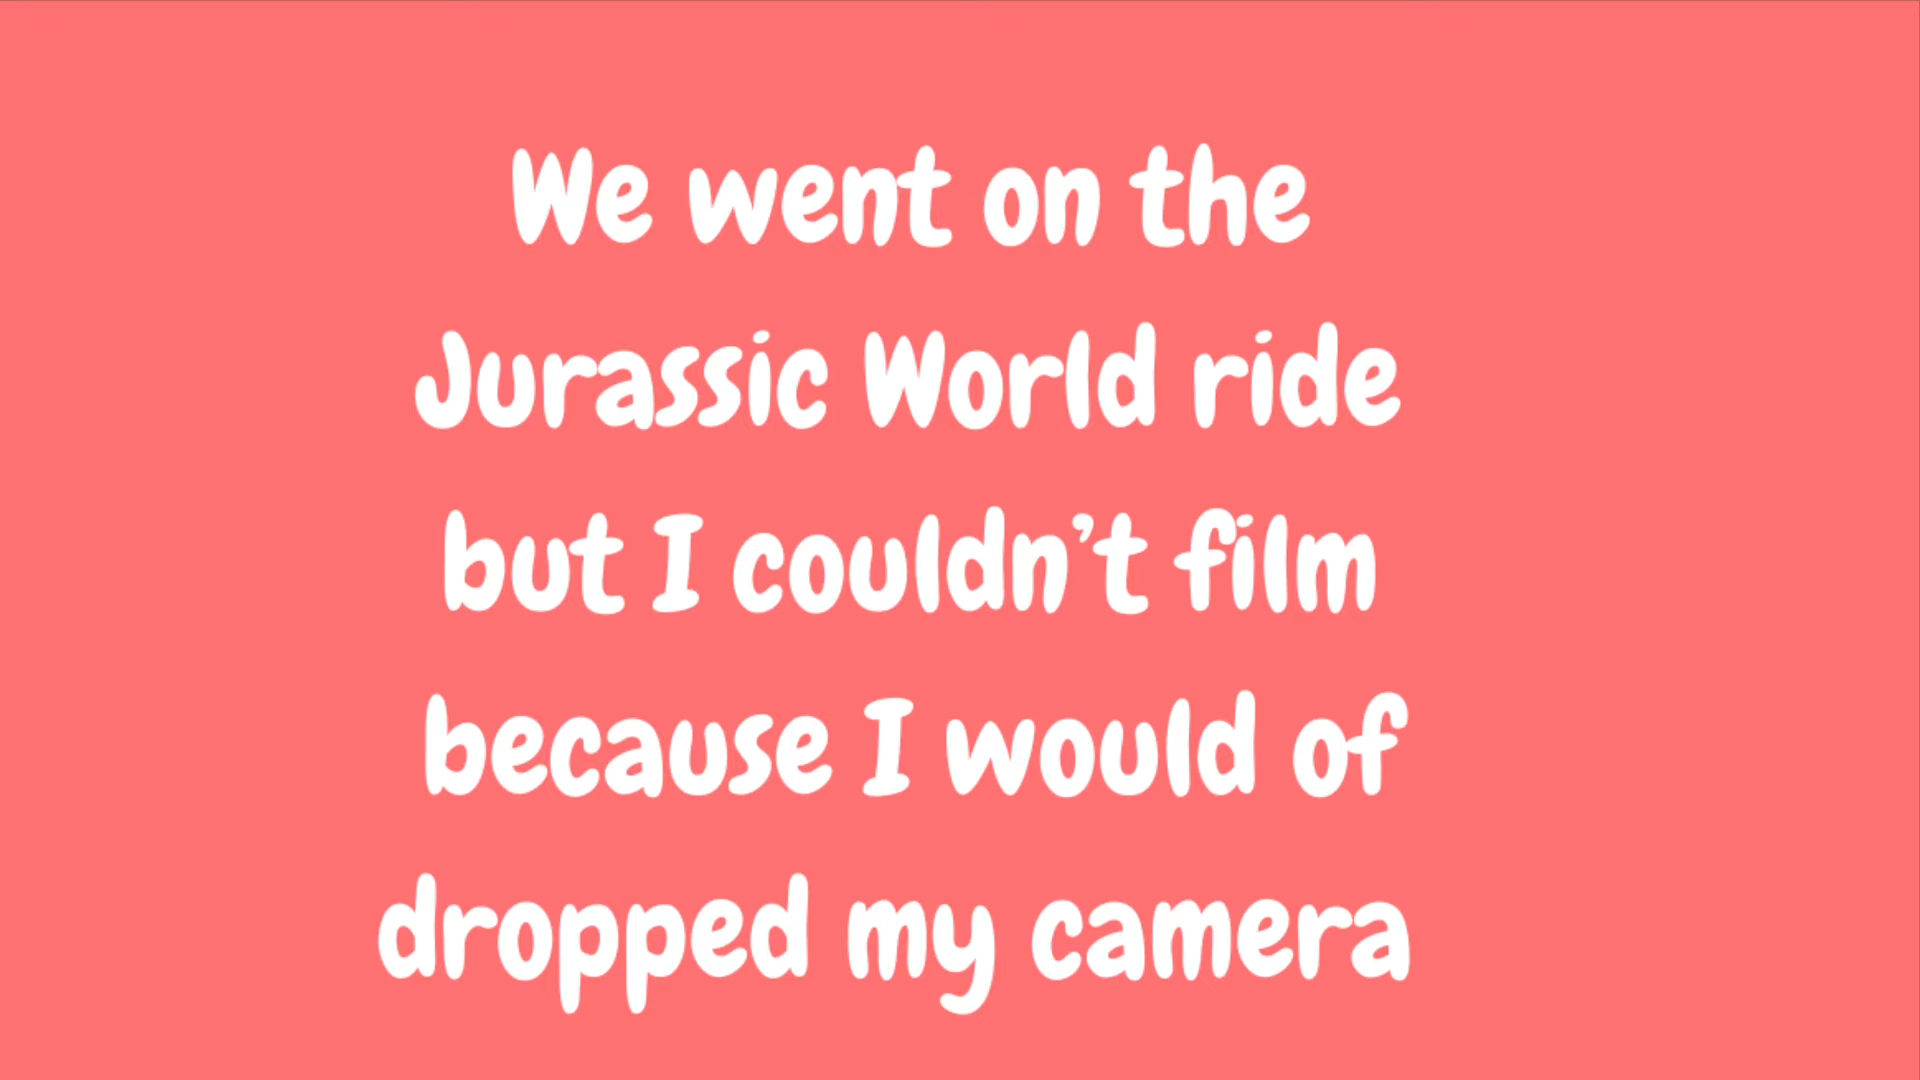 We went on the
Jurassic World ride
but I couldn’t film
because I would of
dropped my camera